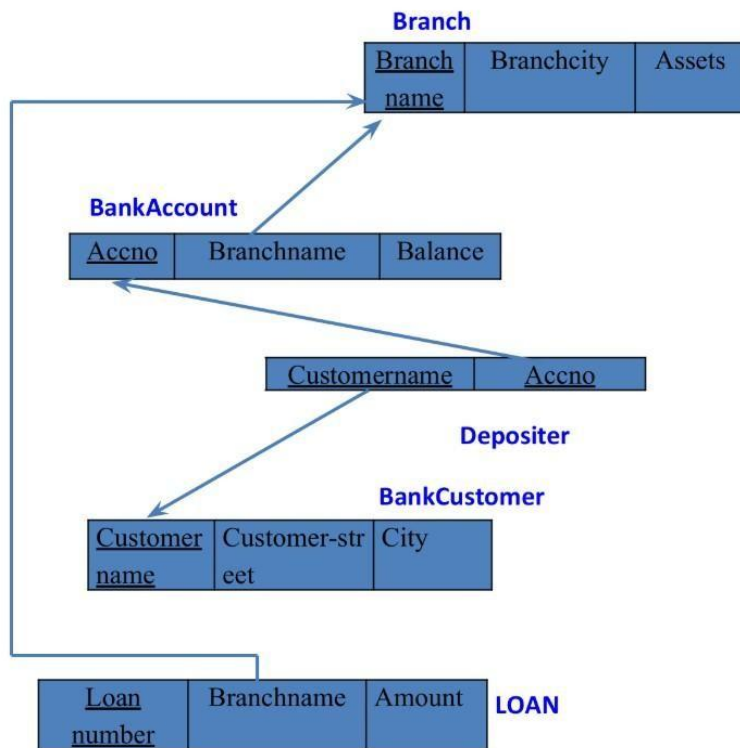 Branch
Branch Branchcity Assets
name
BankAccount
Accno Branchname Balance
Customername Accno
Depositer
BankCustomer
Customer Customer-str City
name eet
Loan Branchname Amount LOAN
number